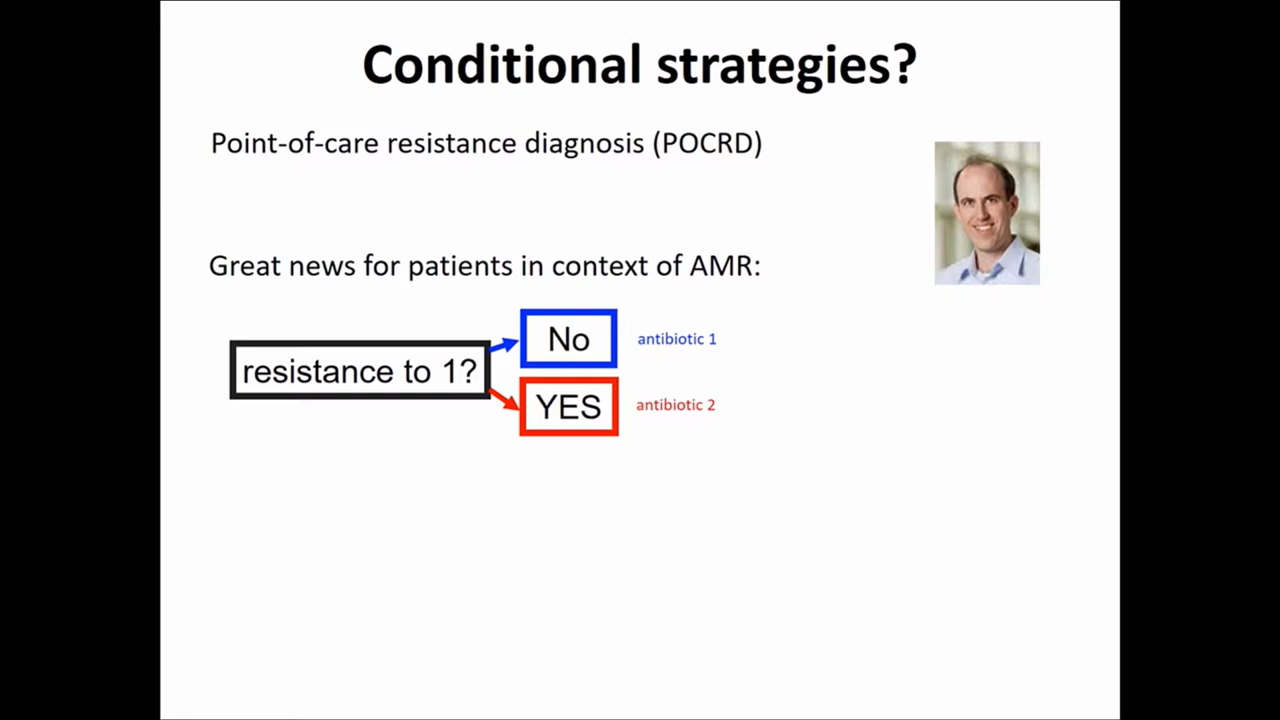 Conditional strategies?
Point-of-care resistance diagnosis (POCRD)
Great news for patients in context of AMR:
No
antibiotic 1
resistance to 1?
YES
antibiotic 2